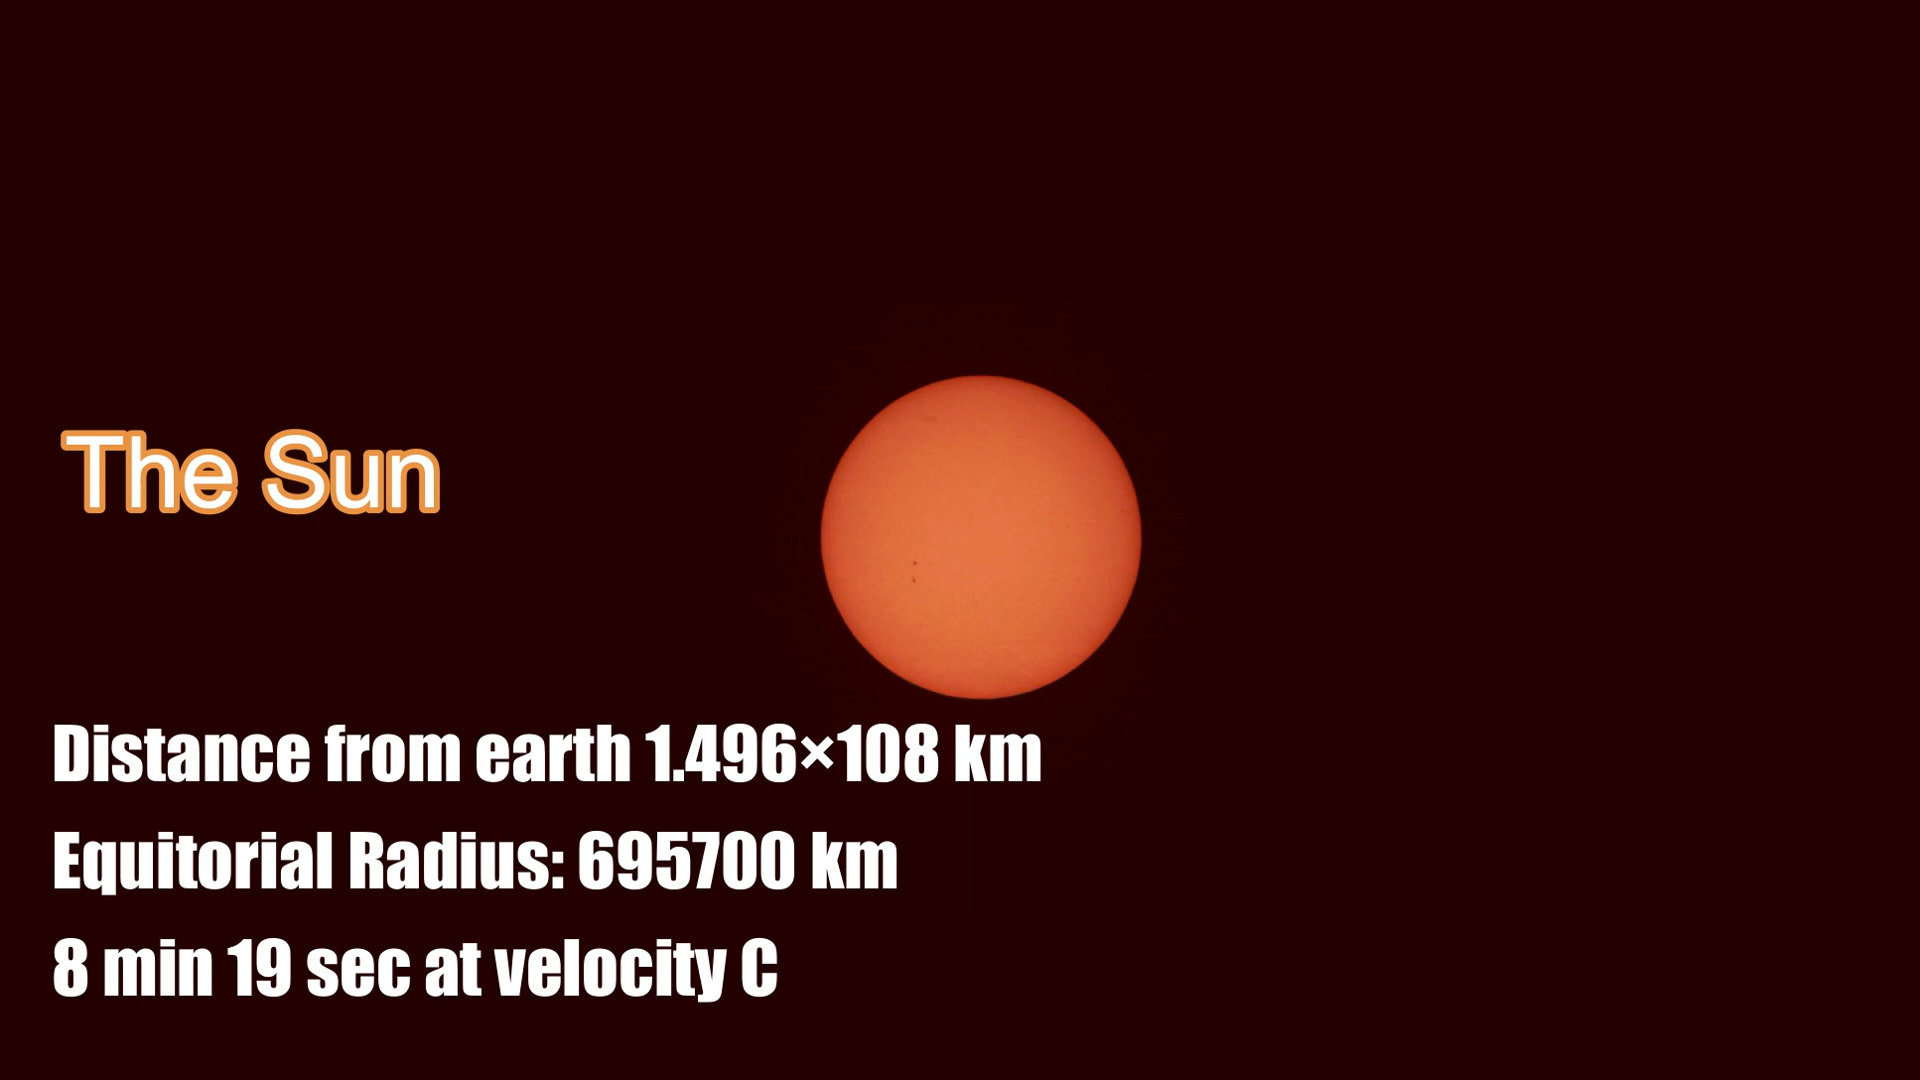 The Sun
Distance from earth 1.496×108 km
Equitorial Radius: 695700 km
8 min 19 sec at velocity C